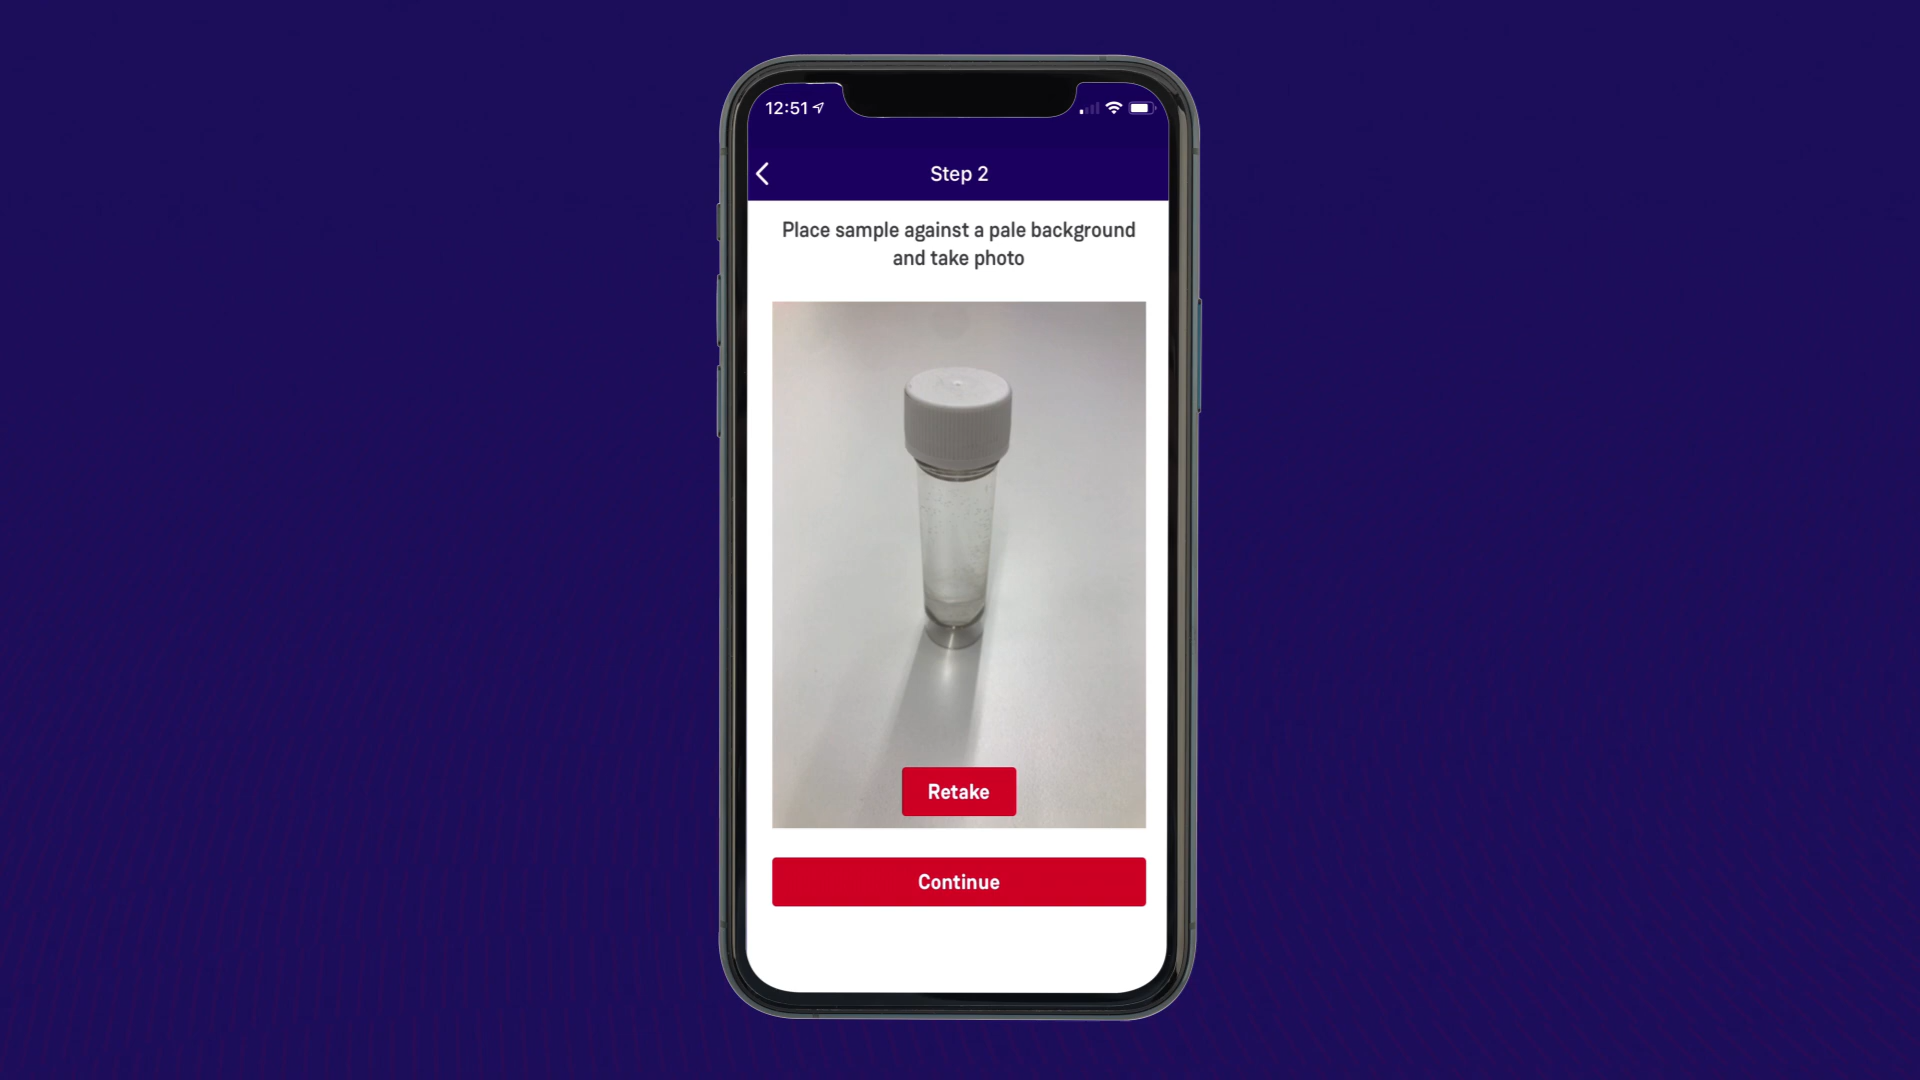 12:51
Step 2
Place sample against a pale background
and take photo
Retake
Continue